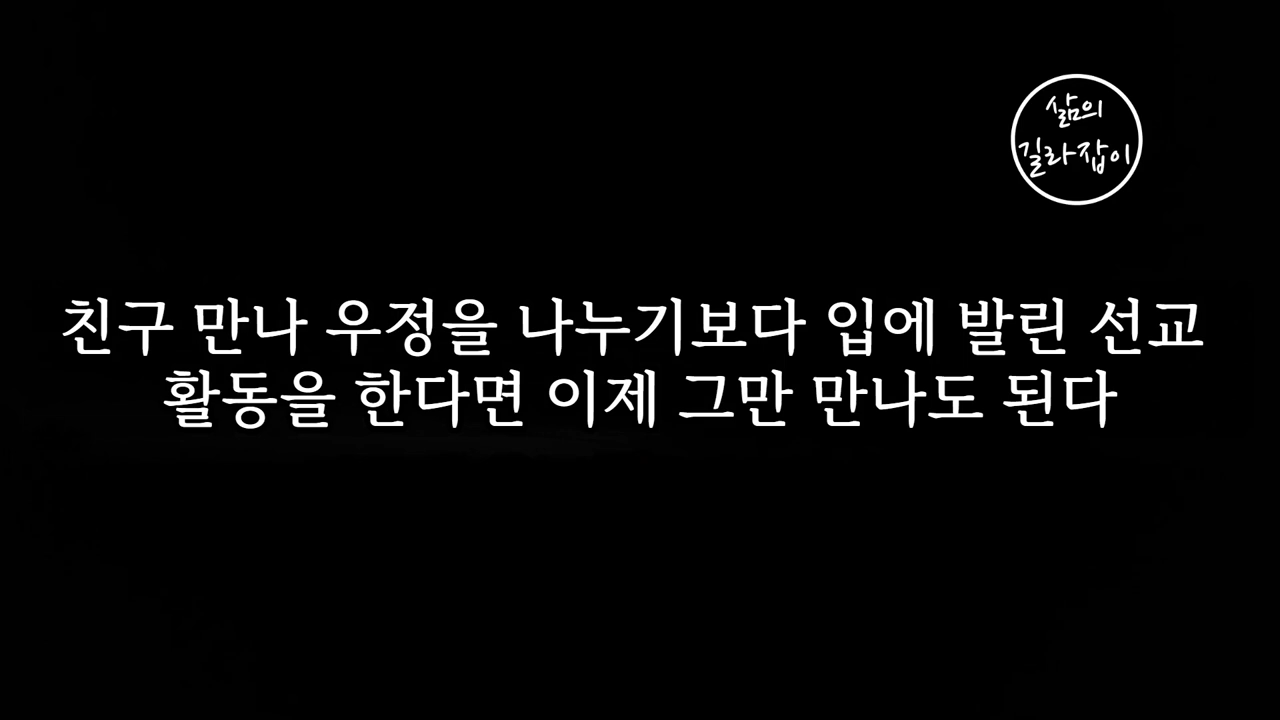 삶의
길라잡이
친구 만나 우정을 나누기보다 입에 발린 선교
활동을 한다면 이제 그만 만나도 된다